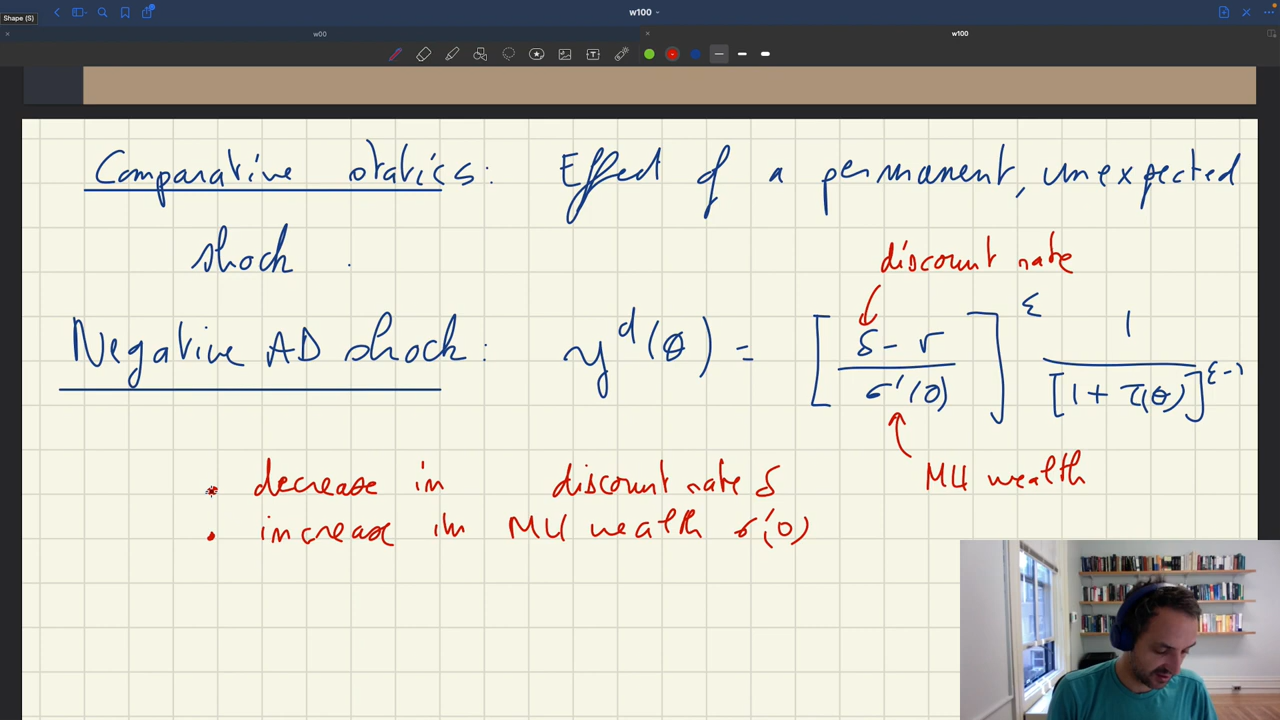 Shape (S)
w100
w00
w100
Comparative statics: Effect of a permanent, unexpected
shock.
discount rate
Negative AD shock: y^d(θ) = [δ - r / σ'(0)]^ε 1 / [1 + τ(θ)]^{ε-1}
MU wealth
• decrease in discount rate δ
• increase in MU wealth σ'(0)